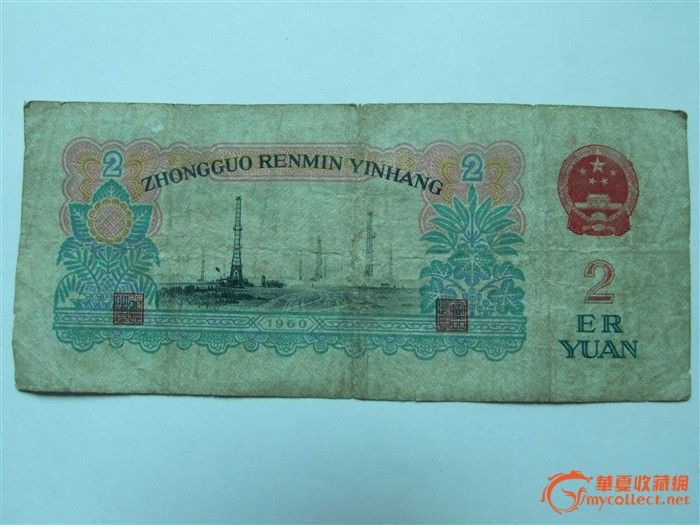 2
ZHONGGUO RENMIN YINHANG
2
1960
2
ER
YUAN
華夏收藏網
mycollect.net